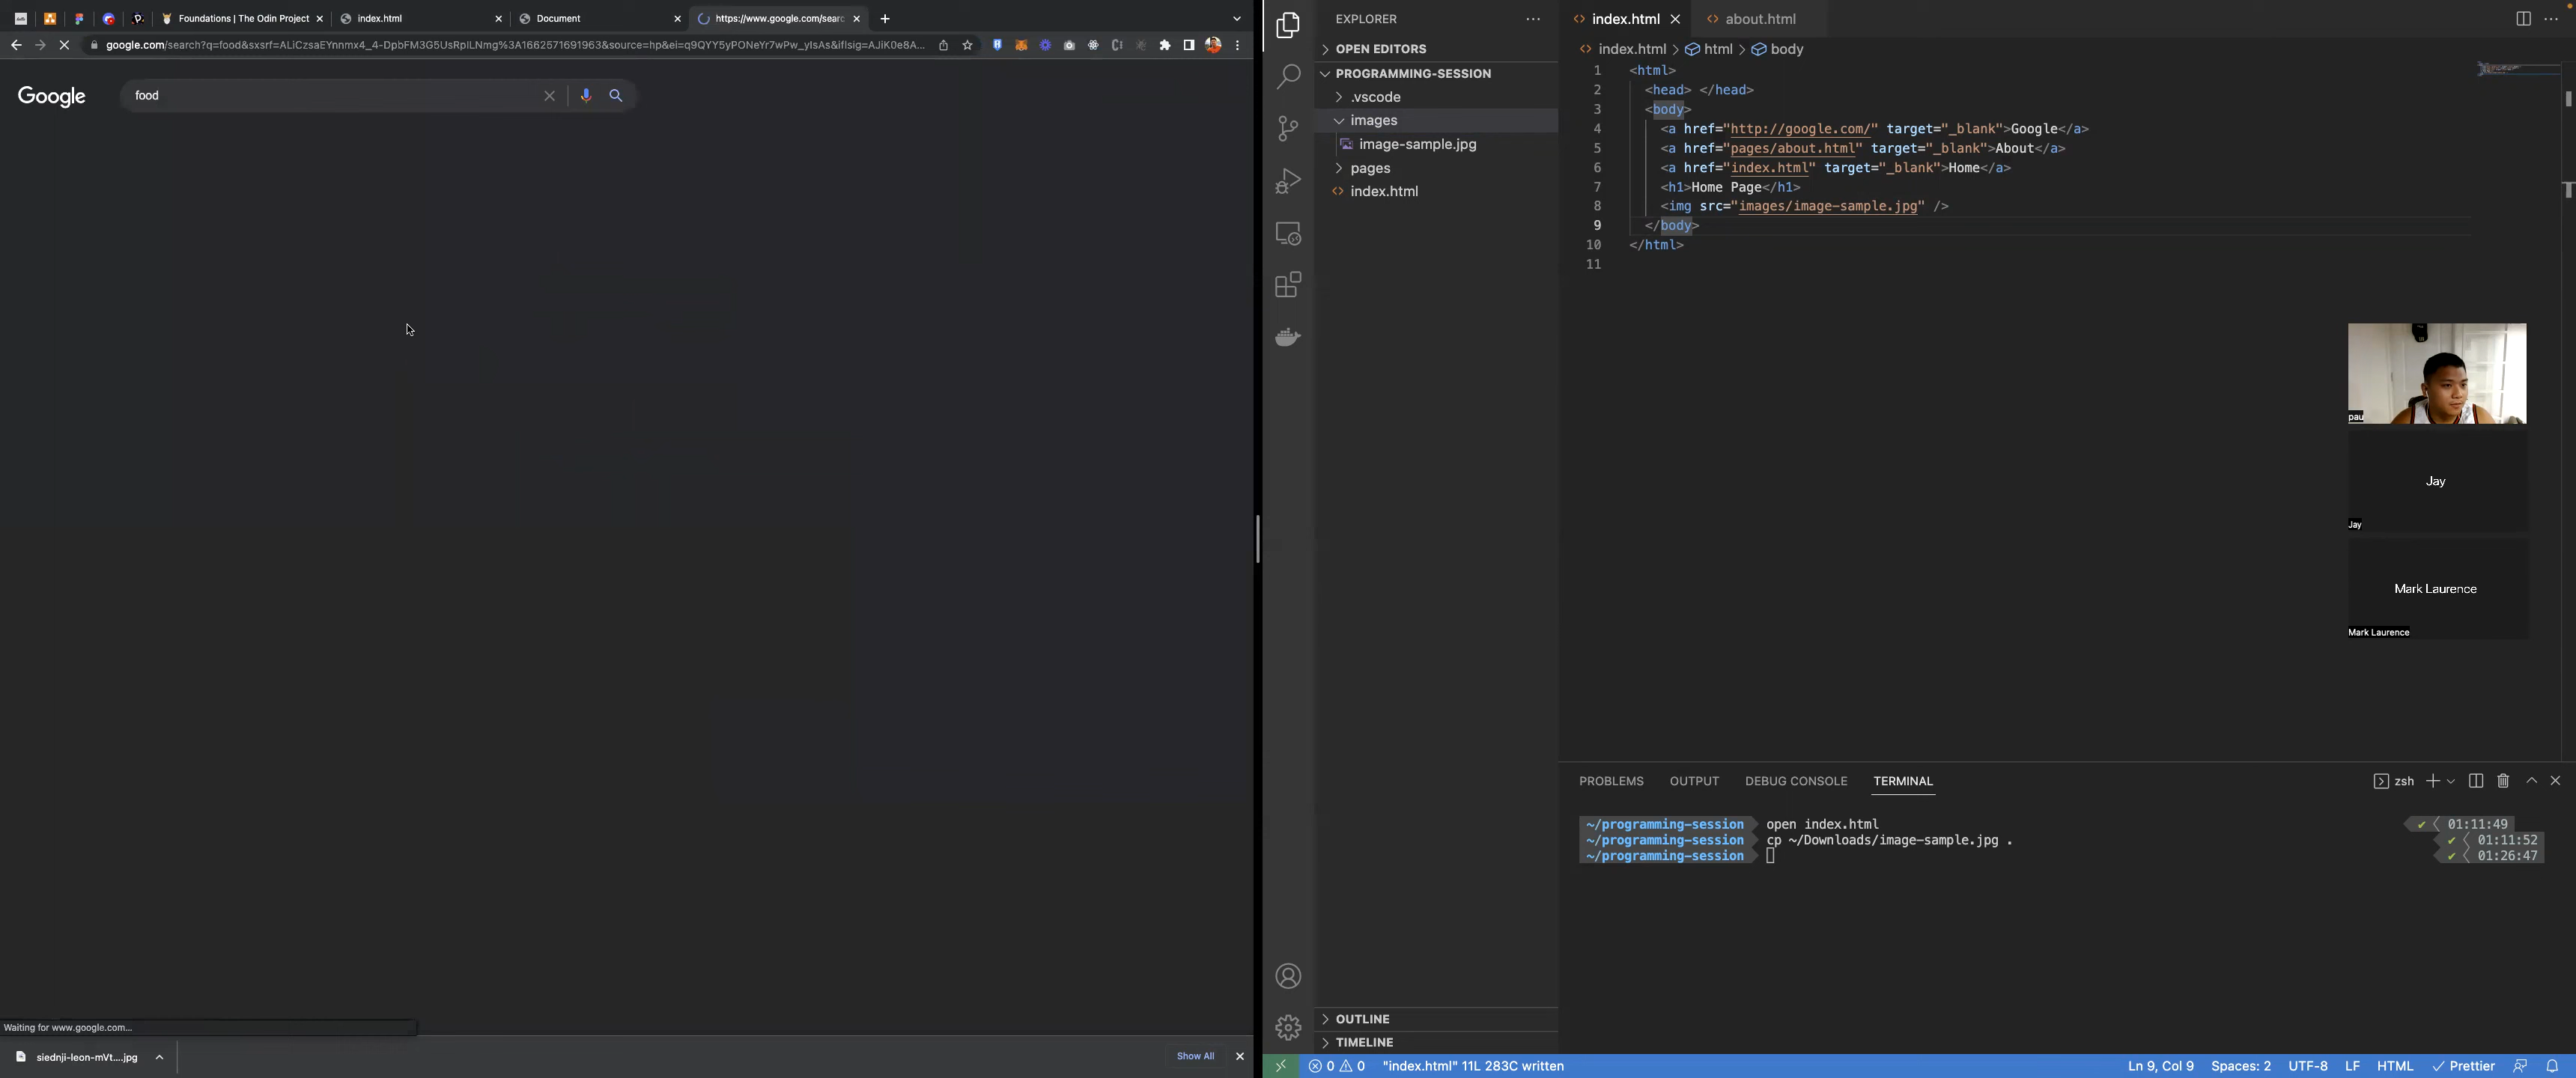 Foundations | The Odin Project
index.html
Document
https://www.google.com/searc
google.com/search?q=food&sxsrf=ALiCzsaEYnnmx4_4-DpbFM3G5UsRplLNmg%3A1662571691963&source=hp&ei=q9QYY5yPONeYr7wPw_yIsAs&iflsig=AJiK0e8A...
Google
food
Waiting for www.google.com...
siednji-leon-mVt....jpg
Show All
EXPLORER
OPEN EDITORS
PROGRAMMING-SESSION
.vscode
images
image-sample.jpg
pages
index.html
OUTLINE
TIMELINE
index.html
about.html
index.html > html > body
1 <html>
2 <head> </head>
3 <body>
4 <a href="http://google.com/" target="_blank">Google</a>
5 <a href="pages/about.html" target="_blank">About</a>
6 <a href="index.html" target="_blank">Home</a>
7 <h1>Home Page</h1>
8 <img src="images/image-sample.jpg" />
9 </body>
10 </html>
11
pau
Jay
Jay
Mark Laurence
Mark Laurence
PROBLEMS OUTPUT DEBUG CONSOLE TERMINAL
zsh
~/programming-session open index.html 01:11:49
~/programming-session cp ~/Downloads/image-sample.jpg . 01:11:52
~/programming-session 01:26:47
0 0 "index.html" 11L 283C written
Ln 9, Col 9 Spaces: 2 UTF-8 LF HTML Prettier